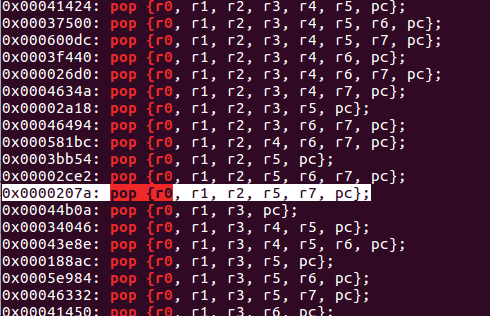 0x00041424: pop {r0, r1, r2, r3, r4, r5, pc};
0x00037500: pop {r0, r1, r2, r3, r4, r5, r6, pc};
0x000600dc: pop {r0, r1, r2, r3, r4, r5, r7, pc};
0x0003f440: pop {r0, r1, r2, r3, r4, r6, pc};
0x000026d0: pop {r0, r1, r2, r3, r4, r6, r7, pc};
0x0004634a: pop {r0, r1, r2, r3, r4, r7, pc};
0x00002a18: pop {r0, r1, r2, r3, r5, pc};
0x00046494: pop {r0, r1, r2, r3, r6, r7, pc};
0x000581bc: pop {r0, r1, r2, r4, r6, r7, pc};
0x0003bb54: pop {r0, r1, r2, r5, pc};
0x00002ce2: pop {r0, r1, r2, r5, r6, r7, pc};
0x0000207a: pop {r0, r1, r2, r5, r7, pc};
0x00044b0a: pop {r0, r1, r3, pc};
0x00034046: pop {r0, r1, r3, r4, r5, pc};
0x00043e8e: pop {r0, r1, r3, r4, r5, r6, pc};
0x000188ac: pop {r0, r1, r3, r5, pc};
0x0005e984: pop {r0, r1, r3, r5, r6, pc};
0x00046332: pop {r0, r1, r3, r5, r7, pc};
0x00041450: pop {r0, r1, r3, r6, pc};